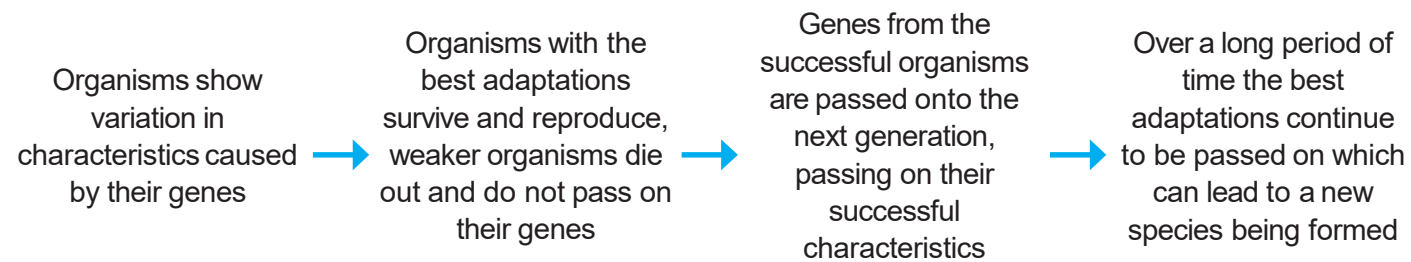 Organisms show
variation in
characteristics caused
by their genes
Organisms with the
best adaptations
survive and reproduce,
weaker organisms die
out and do not pass on
their genes
Genes from the
successful organisms
are passed onto the
next generation,
passing on their
successful
characteristics
Over a long period of
time the best
adaptations continue
to be passed on which
can lead to a new
species being formed